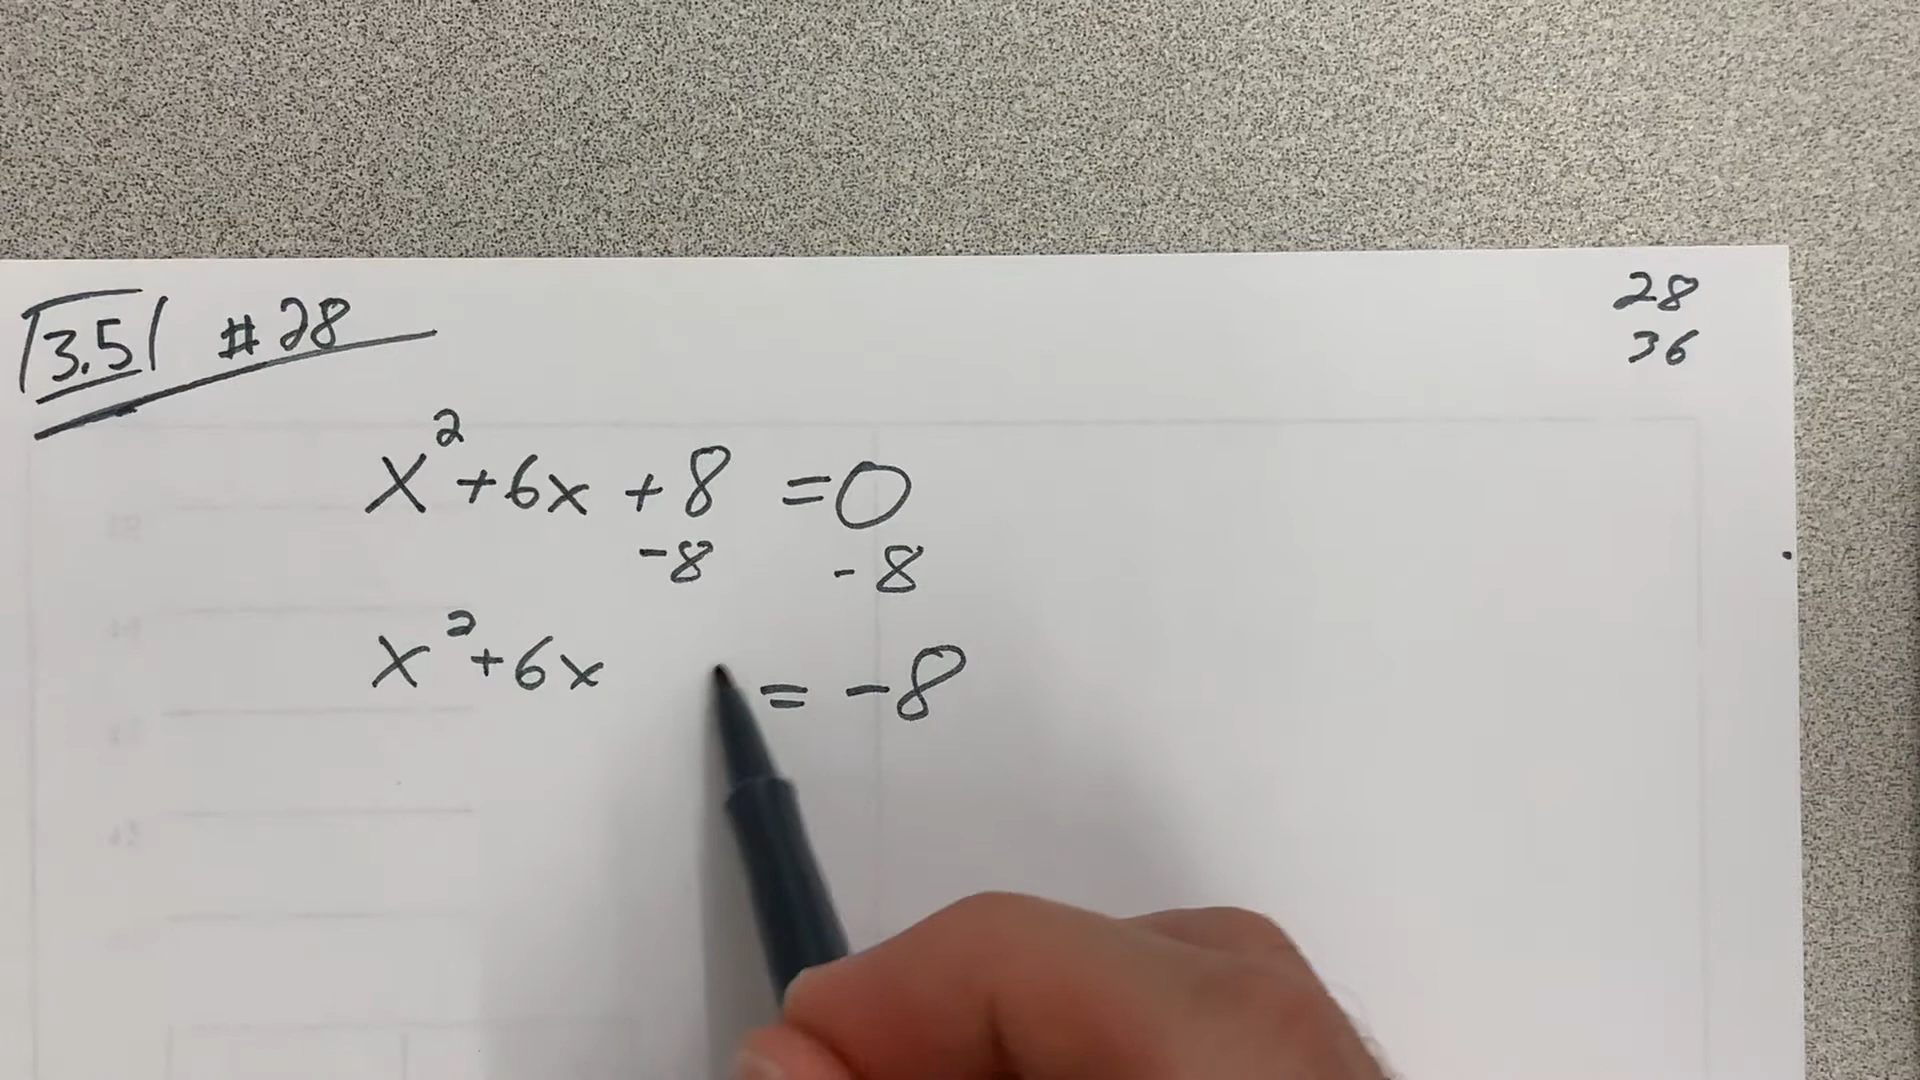 3.5 #28
28
36
x²+6x+8 =0
-8 -8
x²+6x = -8